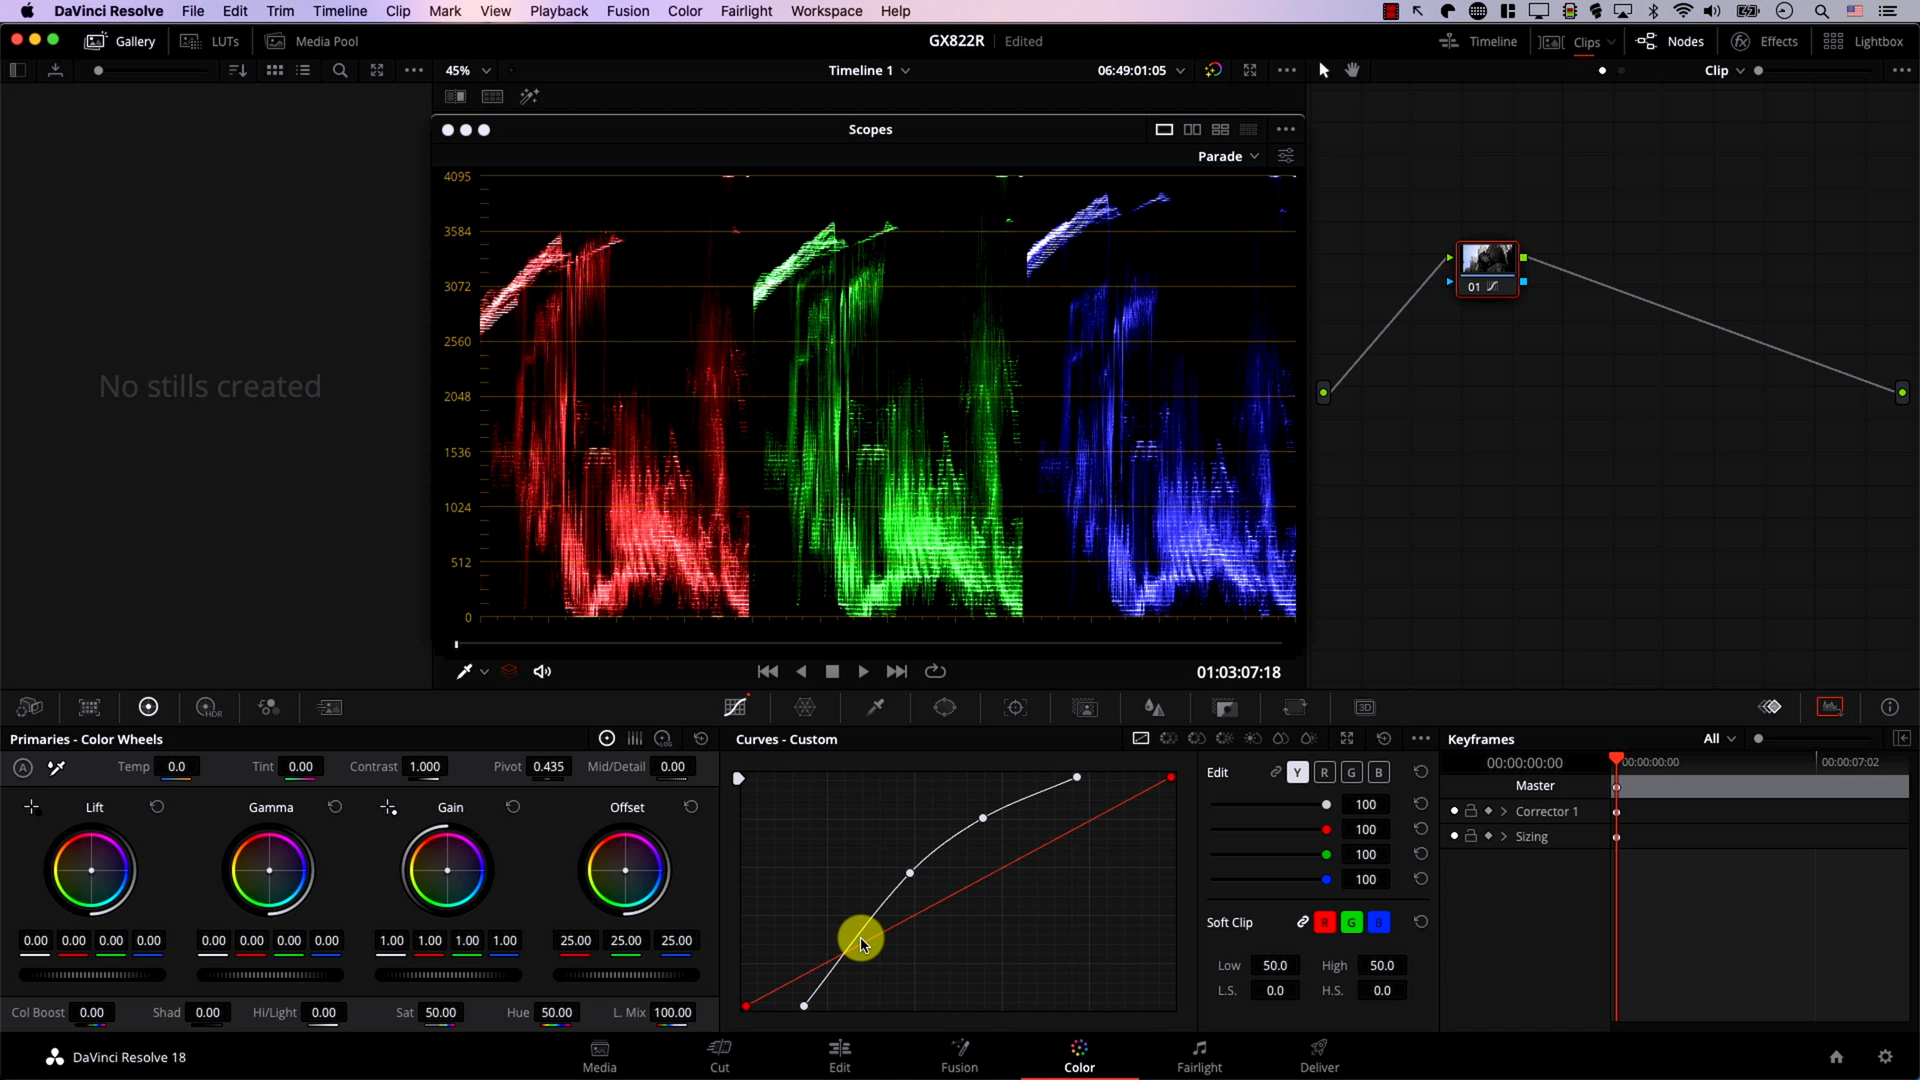 DaVinci Resolve File Edit Trim Timeline Clip Mark View Playback Fusion Color Fairlight Workspace Help
Gallery LUTs Media Pool GX822R Edited Timeline Clips Nodes Effects Lightbox
45% Timeline 1 06:49:01:05 Clip
Scopes
Parade
4095
3584
3072
2560
2048
1536
1024
512
0
No stills created
01
01:03:07:18
HDR
3D
Primaries - Color Wheels
A
Temp 0.0 Tint 0.00 Contrast 1.000 Pivot 0.435 Mid/Detail 0.00
Lift Gamma Gain Offset
0.00 0.00 0.00 0.00 0.00 0.00 0.00 0.00 1.00 1.00 1.00 1.00 25.00 25.00 25.00
Col Boost 0.00 Shad 0.00 Hi/Light 0.00 Sat 50.00 Hue 50.00 L. Mix 100.00
Curves - Custom
Edit Y R G B
100
100
100
100
Soft Clip R G B
Low 50.0 High 50.0
L.S. 0.0 H.S. 0.0
Keyframes All
00:00:00:00 00:00:00:00 00:00:07:02
Master
Corrector 1
Sizing
DaVinci Resolve 18
Media Cut Edit Fusion Color Fairlight Deliver